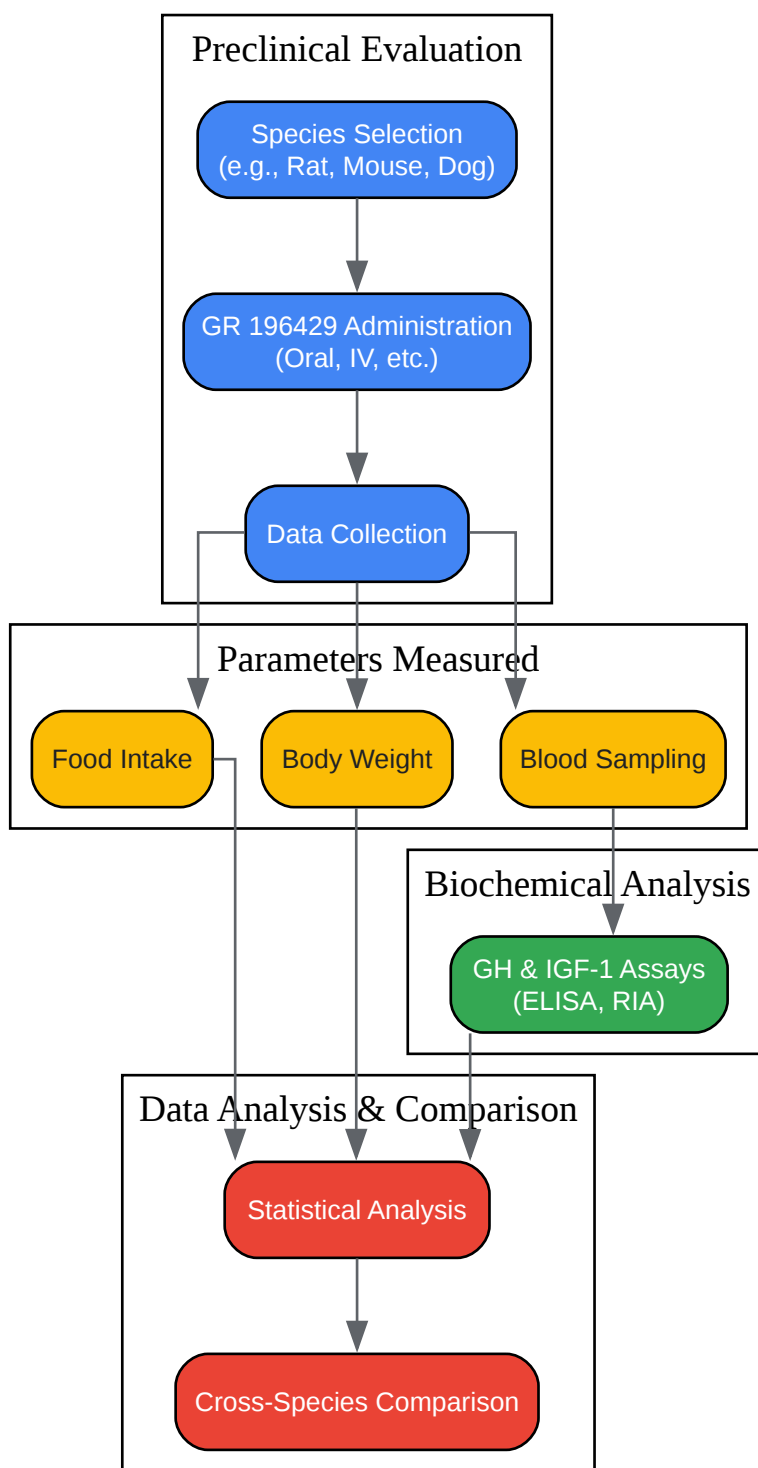 Preclinical Evaluation
Species Selection
(e.g., Rat, Mouse, Dog)
GR 196429 Administration
(Oral, IV, etc.)
Data Collection
Parameters Measured
Food Intake
Body Weight
Blood Sampling
Biochemical Analysis
GH & IGF-1 Assays
(ELISA, RIA)
Data Analysis & Comparison
Statistical Analysis
Cross-Species Comparison